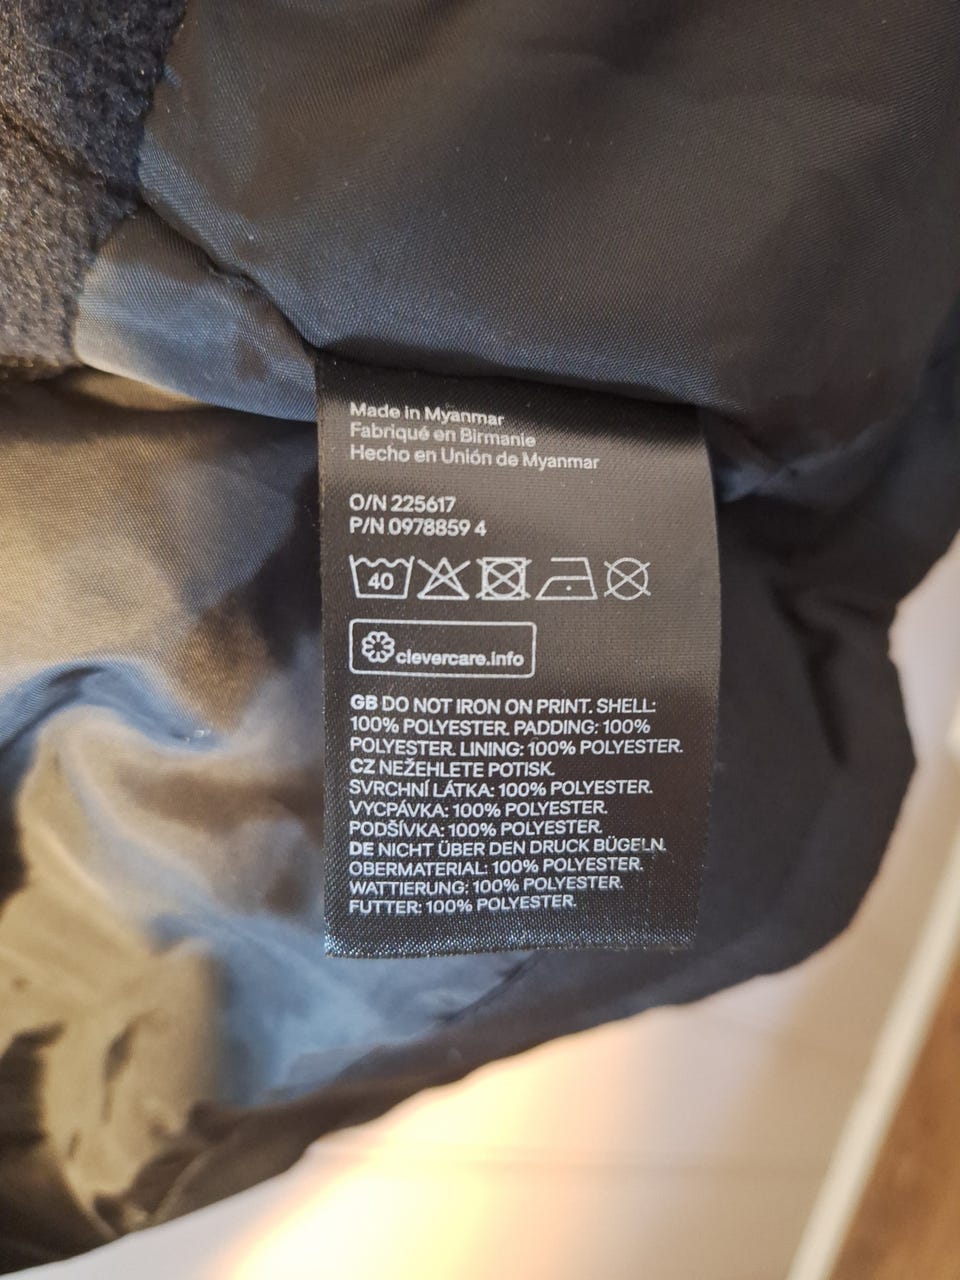 Made in Myanmar
Fabriqué en Birmanie
Hecho en Unión de Myanmar
O/N 225617
P/N 0978859 4
40
clevercare.info
GB DO NOT IRON ON PRINT. SHELL:
100% POLYESTER. PADDING: 100%
POLYESTER. LINING: 100% POLYESTER.
CZ NEŽEHLETE POTISK.
SVRCHNÍ LÁTKA: 100% POLYESTER.
VYCPÁVKA: 100% POLYESTER.
PODŠÍVKA: 100% POLYESTER.
DE NICHT ÜBER DEN DRUCK BÜGELN.
OBERMATERIAL: 100% POLYESTER.
WATTIERUNG: 100% POLYESTER.
FUTTER: 100% POLYESTER.